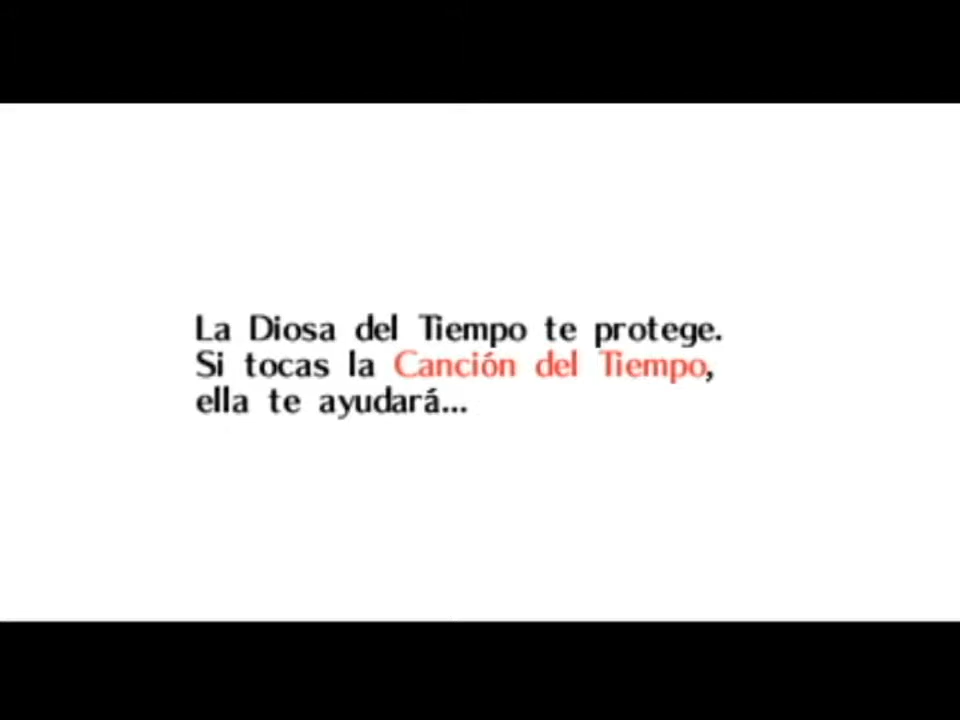 La Diosa del Tiempo te protege.
Si tocas la Canción del Tiempo,
ella te ayudará...